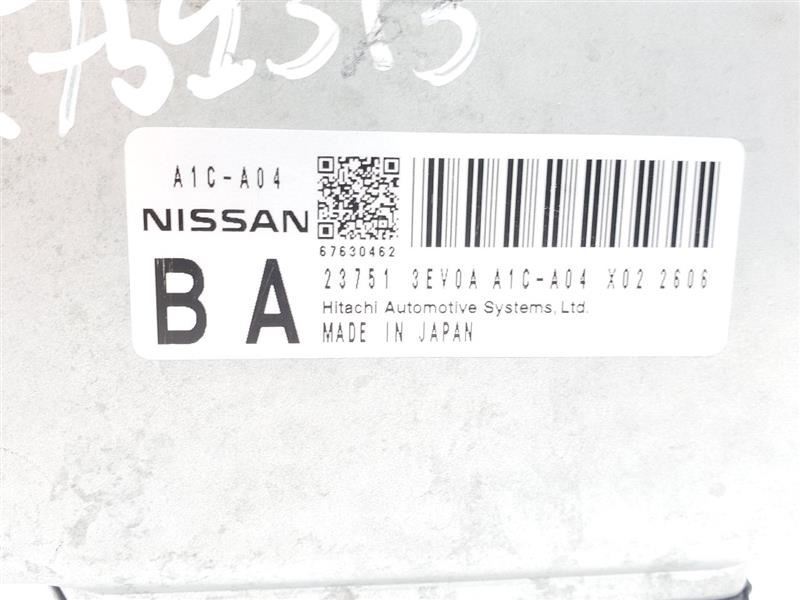 A1C-A04
NISSAN
67630462
BA
23751 3EV0A A1C-A04 X02 2606
Hitachi Automotive Systems, Ltd.
MADE IN JAPAN